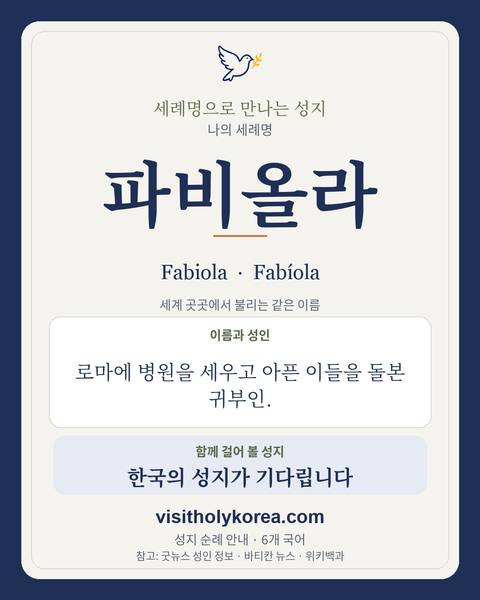 세례명으로 만나는 성지
나의 세례명
파비올라
Fabiola · Fabíola
세계 곳곳에서 불리는 같은 이름
이름과 성인
로마에 병원을 세우고 아픈 이들을 돌본
귀부인.
함께 걸어 볼 성지
한국의 성지가 기다립니다
visitholykorea.com
성지 순례 안내 · 6개 국어
참고: 굿뉴스 성인 정보 · 바티칸 뉴스 · 위키백과